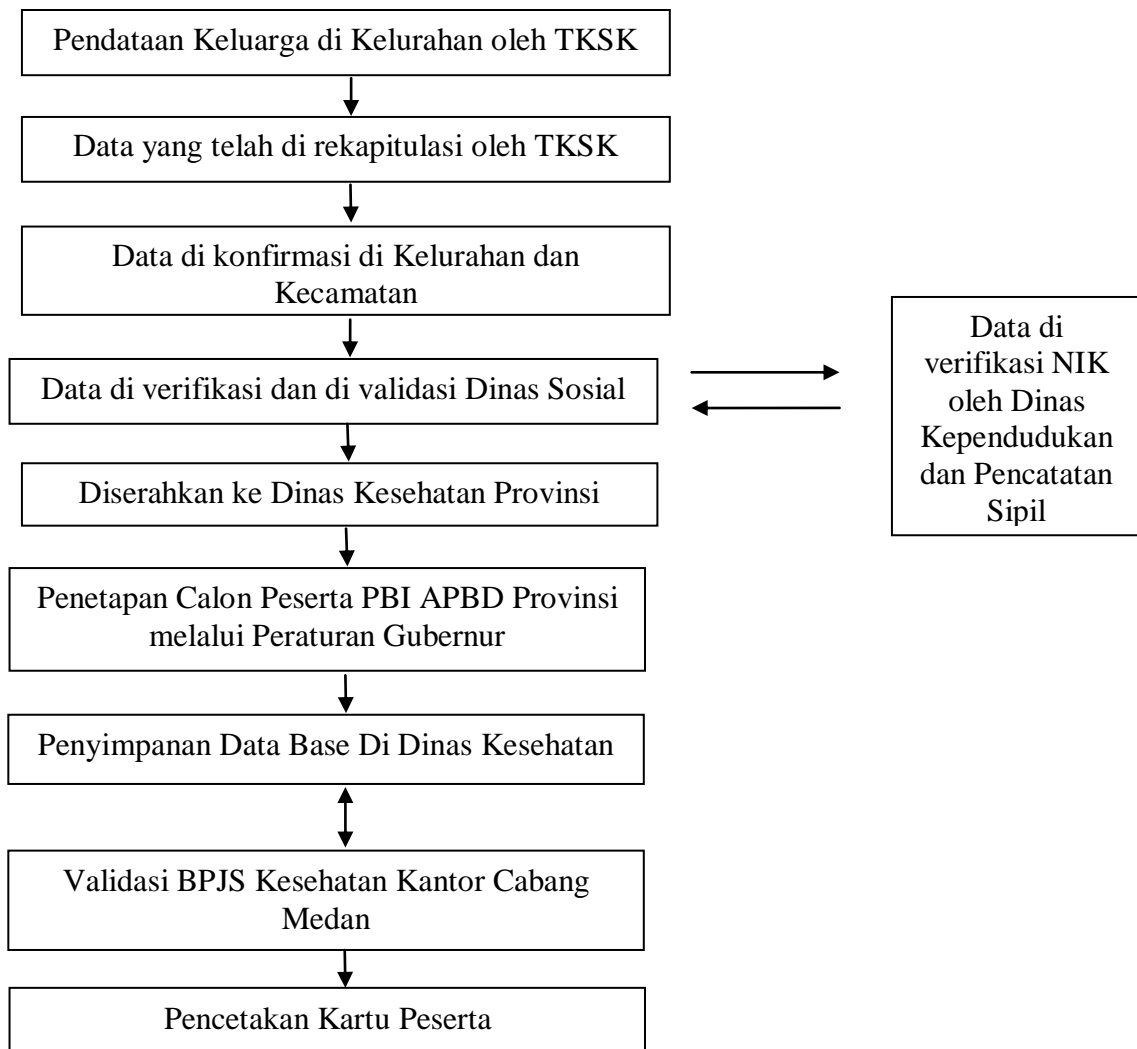 Pendataan Keluarga di Kelurahan oleh TKSK
Data yang telah di rekapitulasi oleh TKSK
Data di konfirmasi di Kelurahan dan
Kecamatan
Data di verifikasi dan di validasi Dinas Sosial
Data di
verifikasi NIK
oleh Dinas
Kependudukan
dan Pencatatan
Sipil
Diserahkan ke Dinas Kesehatan Provinsi
Penetapan Calon Peserta PBI APBD Provinsi
melalui Peraturan Gubernur
Penyimpanan Data Base Di Dinas Kesehatan
Validasi BPJS Kesehatan Kantor Cabang
Medan
Pencetakan Kartu Peserta